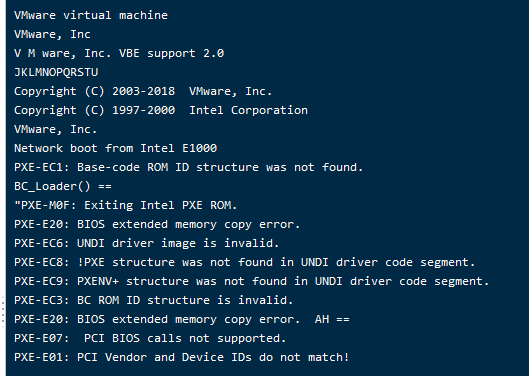 VMware virtual machine
VMware, Inc
V M ware, Inc. VBE support 2.0
JKLMNOPQRSTU
Copyright (C) 2003-2018  VMware, Inc.
Copyright (C) 1997-2000  Intel Corporation
VMware, Inc.
Network boot from Intel E1000
PXE-EC1: Base-code ROM ID structure was not found.
BC_Loader() ==
"PXE-M0F: Exiting Intel PXE ROM.
PXE-E20: BIOS extended memory copy error.
PXE-EC6: UNDI driver image is invalid.
PXE-EC8: !PXE structure was not found in UNDI driver code segment.
PXE-EC9: PXENV+ structure was not found in UNDI driver code segment.
PXE-EC3: BC ROM ID structure is invalid.
PXE-E20: BIOS extended memory copy error.  AH ==
PXE-E07:  PCI BIOS calls not supported.
PXE-E01: PCI Vendor and Device IDs do not match!